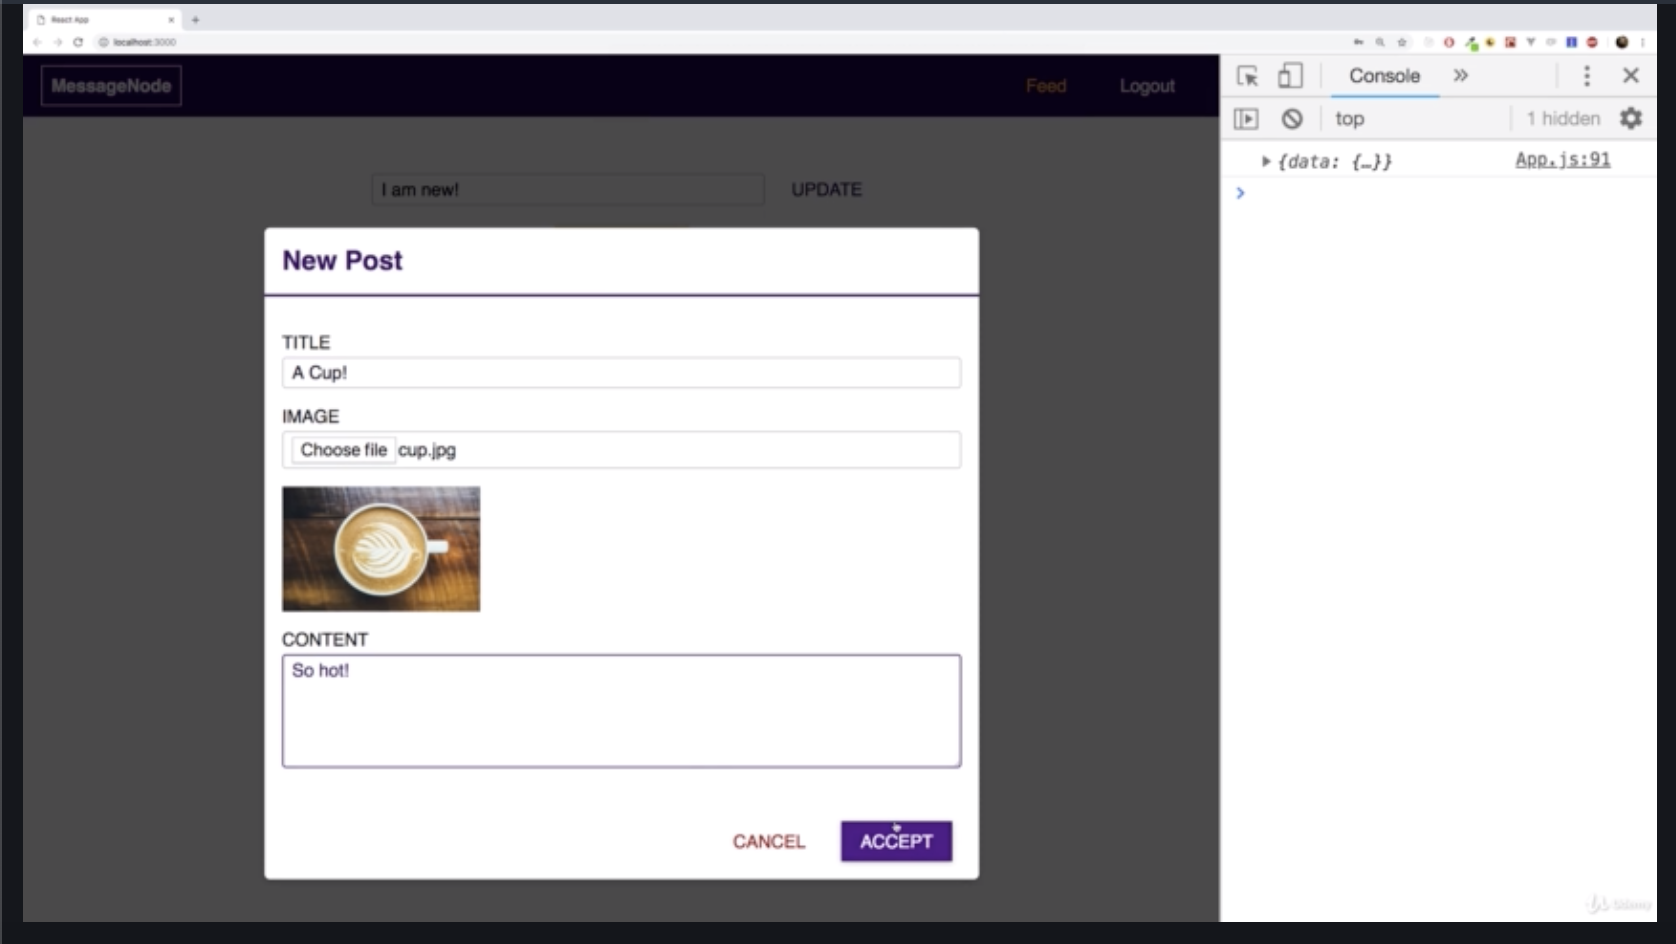 React App
localhost:3000
MessageNode
Feed
Logout
Console
top
1 hidden
{data: {…}}
App.js:91
I am new!
UPDATE
New Post
TITLE
A Cup!
IMAGE
Choose file cup.jpg
CONTENT
So hot!
CANCEL
ACCEPT
Udemy